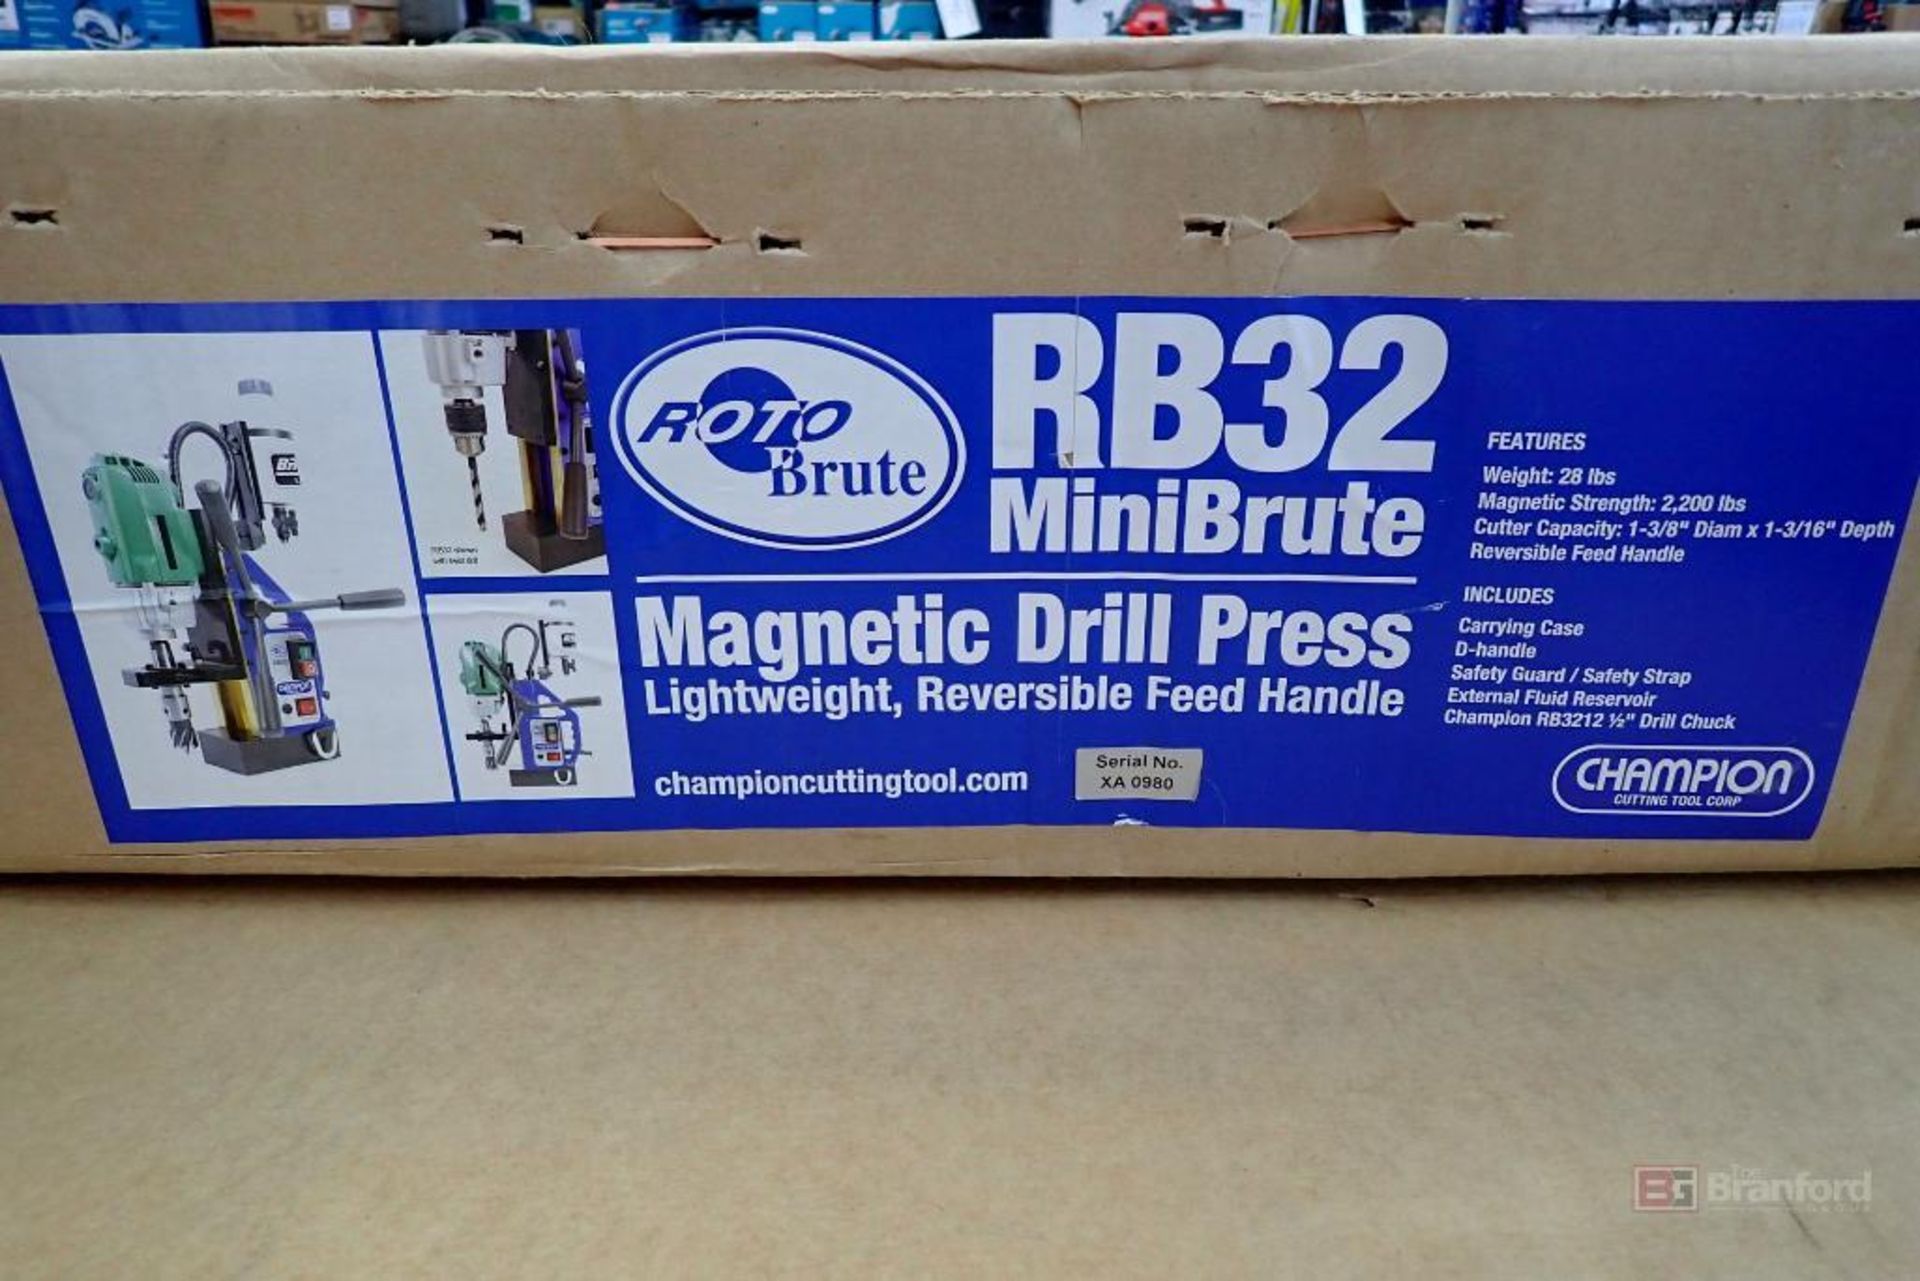 ROTO
Brute
RB32
MiniBrute
Magnetic Drill Press
Lightweight, Reversible Feed Handle
championcuttingtool.com
Serial No.
XA 0980
FEATURES
Weight: 28 lbs
Magnetic Strength: 2,200 lbs
Cutter Capacity: 1-3/8" Diam x 1-3/16" Depth
Reversible Feed Handle
INCLUDES
Carrying Case
D-handle
Safety Guard / Safety Strap
External Fluid Reservoir
Champion RB3212 ½" Drill Chuck
CHAMPION
CUTTING TOOL CORP
BG The Branford
GROUP